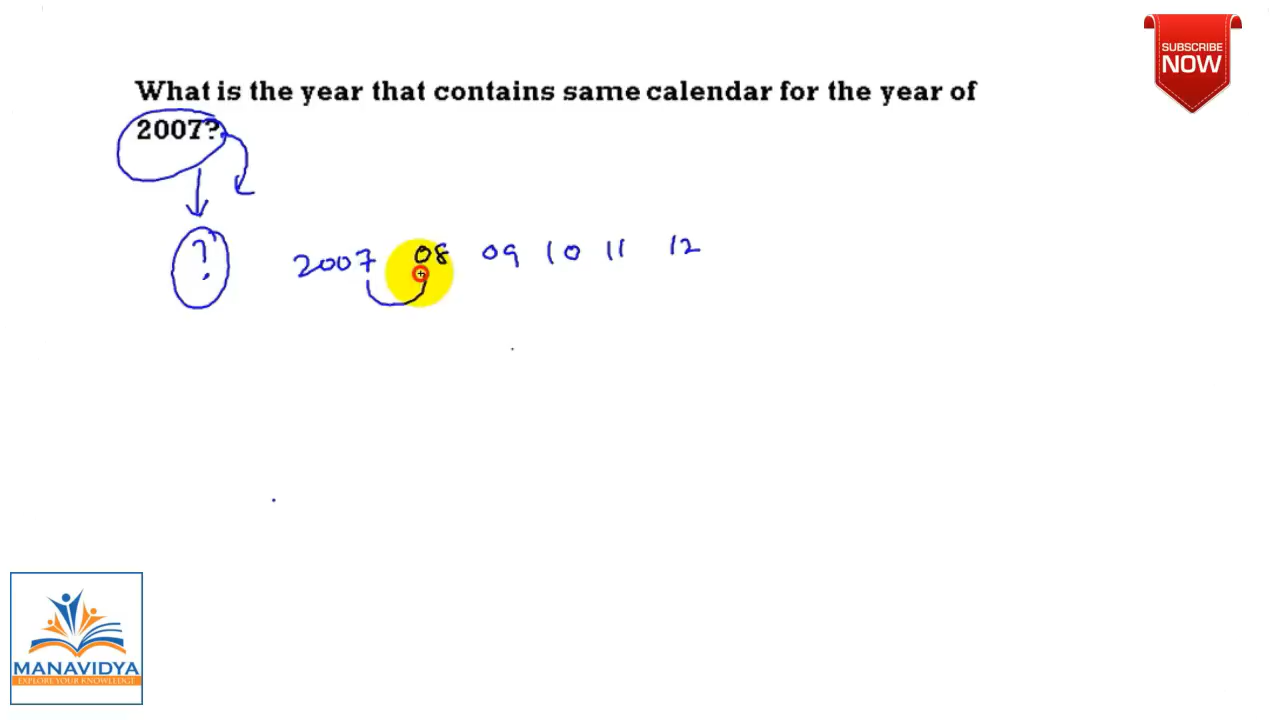 SUBSCRIBE
NOW
What is the year that contains same calendar for the year of
2007?
?
2007 08 09 10 11 12
MANAVIDYA
EXPLORE YOUR KNOWLEDGE